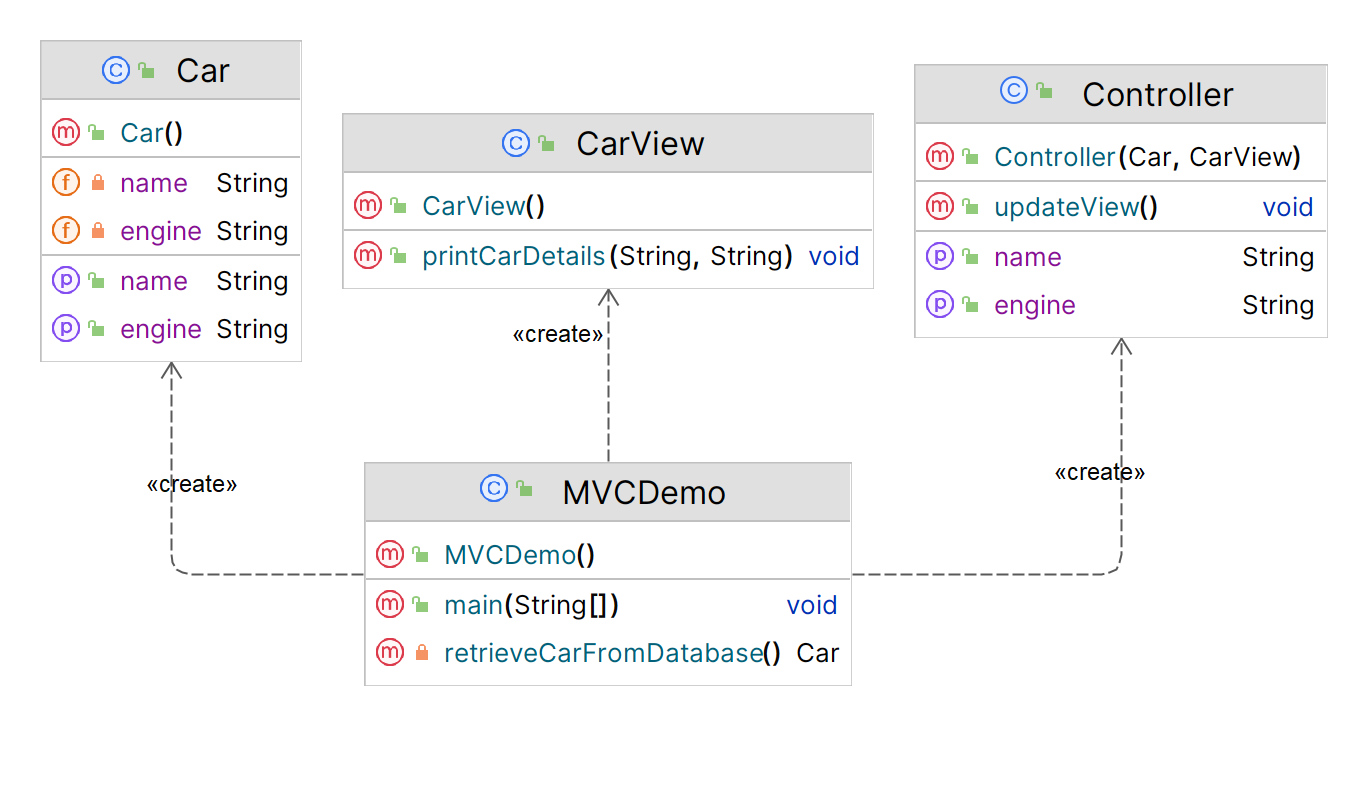 Car
Car()
name String
engine String
name String
engine String
CarView
CarView()
printCarDetails(String, String) void
Controller
Controller(Car, CarView)
updateView() void
name String
engine String
«create»
«create»
«create»
MVCDemo
MVCDemo()
main(String[]) void
retrieveCarFromDatabase() Car